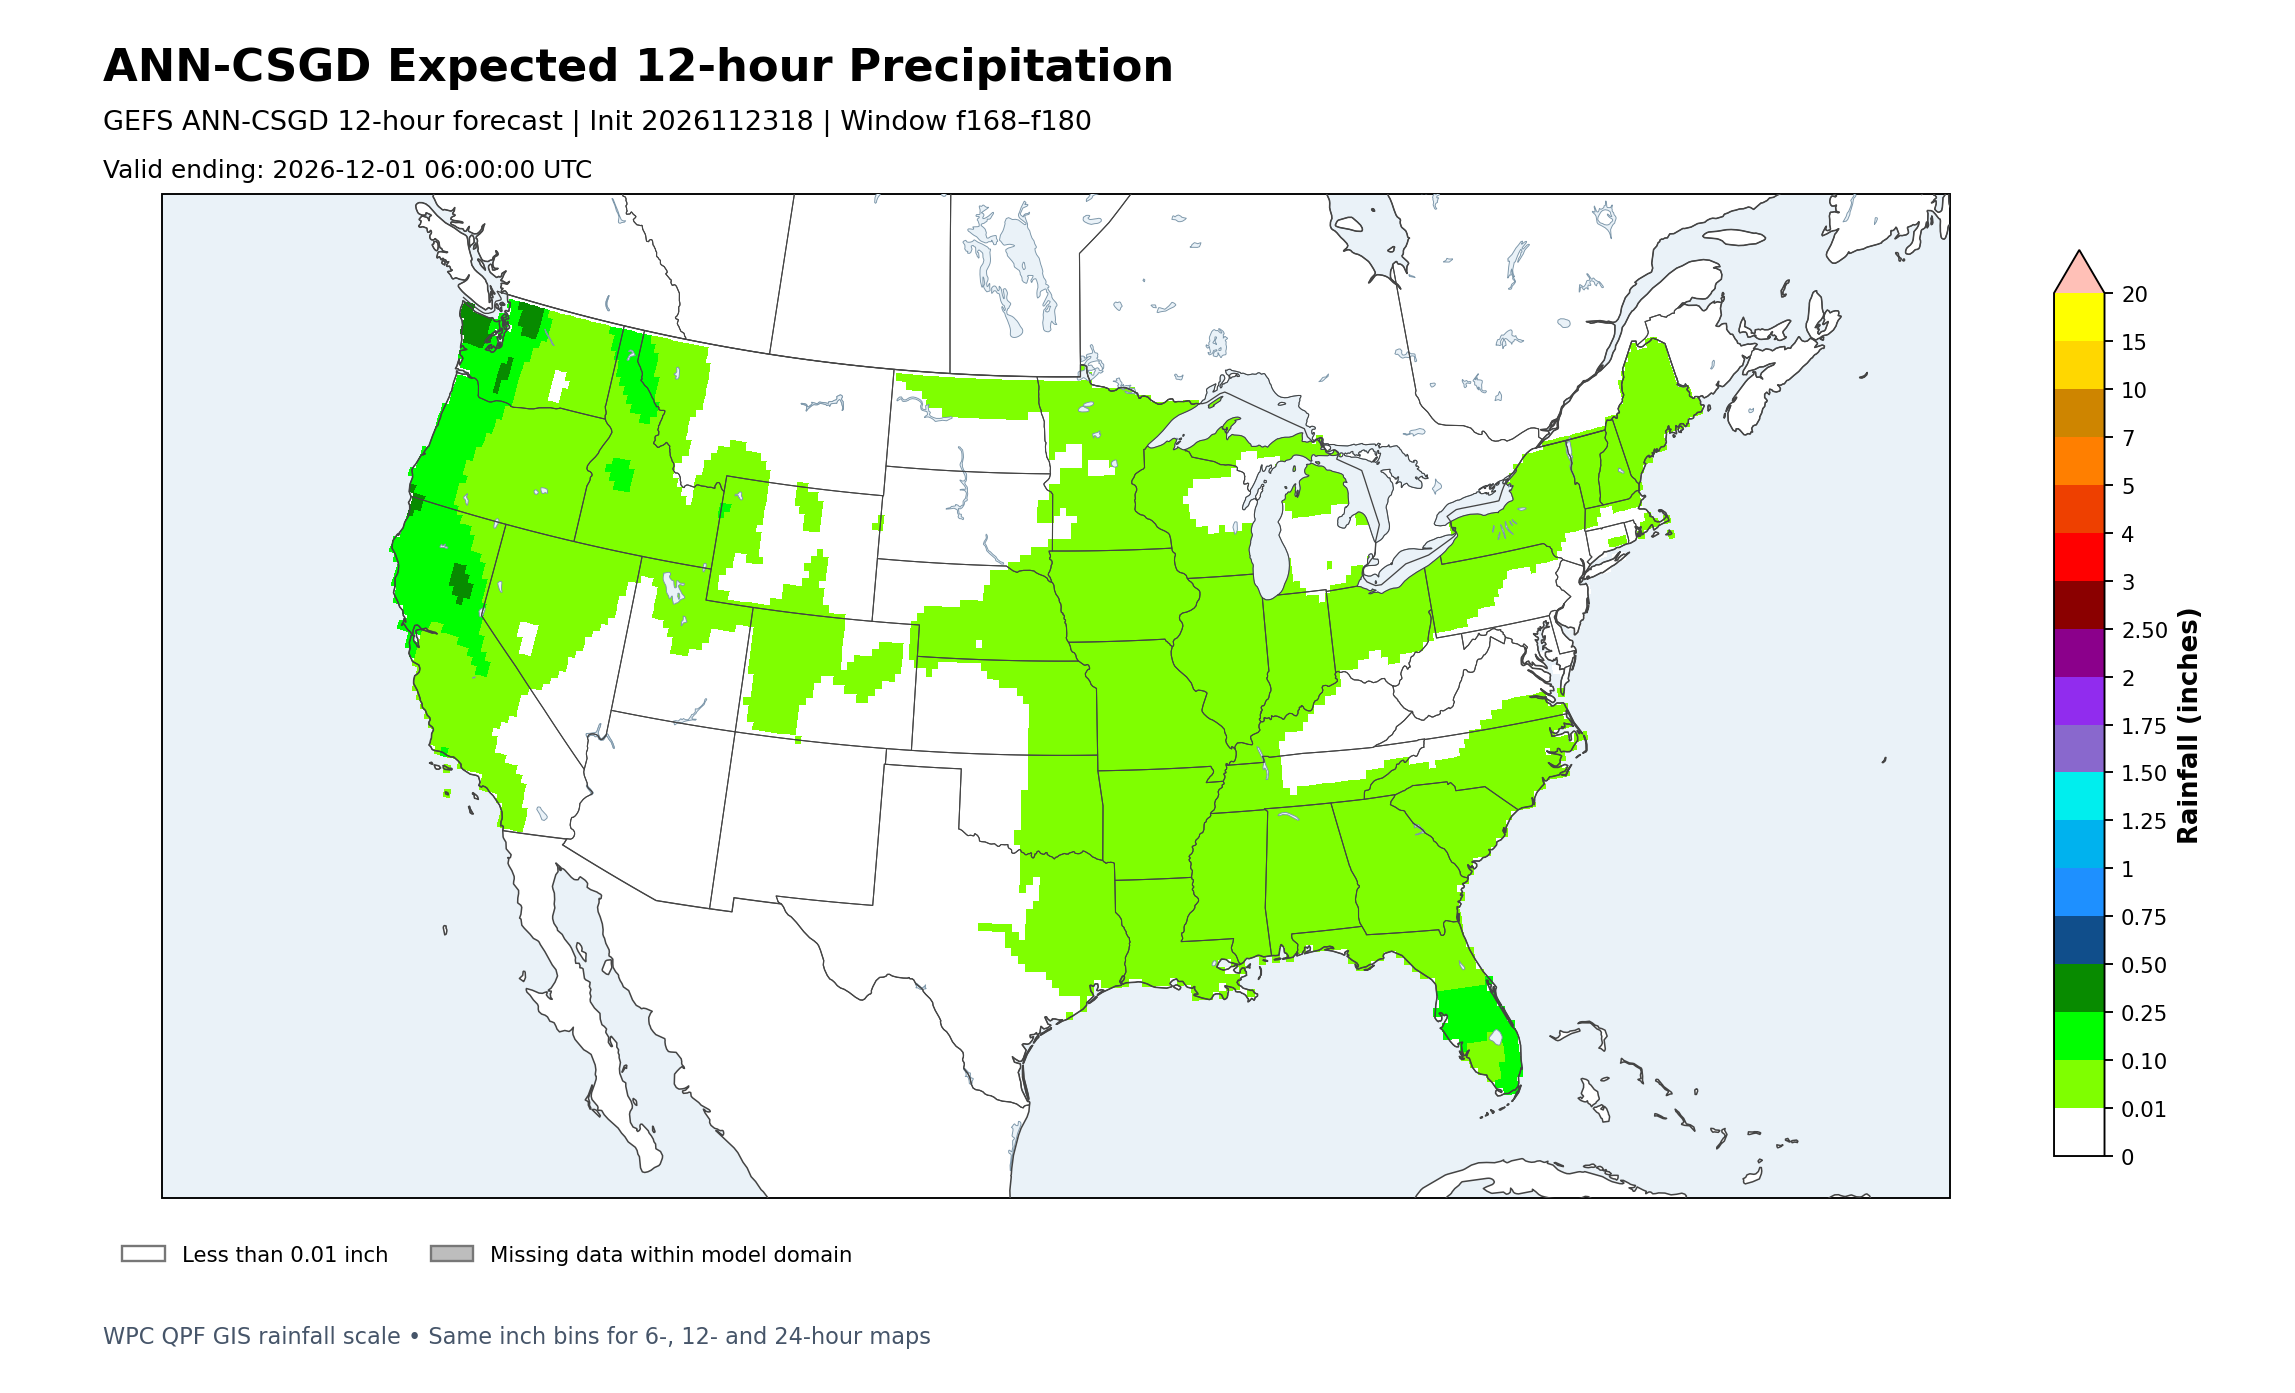 ANN-CSGD Expected 12-hour Precipitation
GEFS ANN-CSGD 12-hour forecast | Init 2026112318 | Window f168–f180
Valid ending: 2026-12-01 06:00:00 UTC
20
15
10
7
5
4
3
2.50
2
1.75
1.50
1.25
1
0.75
0.50
0.25
0.10
0.01
0
Rainfall (inches)
Less than 0.01 inch
Missing data within model domain
WPC QPF GIS rainfall scale • Same inch bins for 6-, 12- and 24-hour maps